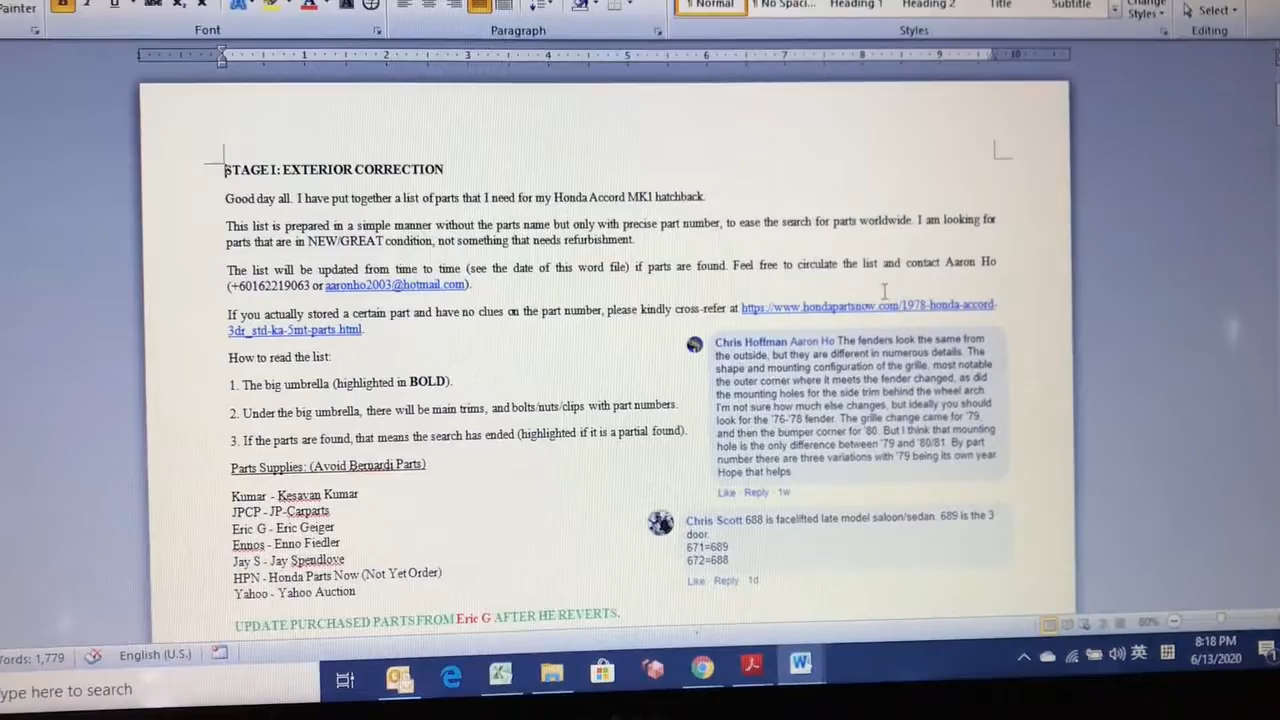 Painter
Normal
No Spaci...
Heading 1
Heading 2
Title
Subtitle
Change
Styles
Select
Font
Paragraph
Styles
Editing
1 1 2 3 4 5 6 7 8 9 10
STAGE I: EXTERIOR CORRECTION
Good day all. I have put together a list of parts that I need for my Honda Accord MK1 hatchback.
This list is prepared in a simple manner without the parts name but only with precise part number, to ease the search for parts worldwide. I am looking for
parts that are in NEW/GREAT condition, not something that needs refurbishment.
The list will be updated from time to time (see the date of this word file) if parts are found. Feel free to circulate the list and contact Aaron Ho
(+60162219063 or aaronho2003@hotmail.com).
If you actually stored a certain part and have no clues on the part number, please kindly cross-refer at https://www.hondapartsnow.com/1978-honda-accord-
3dr_std-ka-5mt-parts.html.
How to read the list:
1. The big umbrella (highlighted in BOLD).
2. Under the big umbrella, there will be main trims, and bolts/nuts/clips with part numbers.
3. If the parts are found, that means the search has ended (highlighted if it is a partial found).
Parts Supplies: (Avoid Bernardi Parts)
Kumar - Kesavan Kumar
JPCP - JP-Carparts
Eric G - Eric Geiger
Ennos - Enno Fiedler
Jay S - Jay Spendlove
HPN - Honda Parts Now (Not Yet Order)
Yahoo - Yahoo Auction
UPDATE PURCHASED PARTS FROM Eric G AFTER HE REVERTS.
Chris Hoffman Aaron Ho The fenders look the same from
the outside, but they are different in numerous details. The
shape and mounting configuration of the grille, most notable
the outer corner where it meets the fender changed, as did
the mounting holes for the side trim behind the wheel arch.
I'm not sure how much else changes, but ideally you should
look for the '76-'78 fender. The grille change came for '79,
and then the bumper corner for '80. But I think that mounting
hole is the only difference between '79 and '80/81. By part
number there are three variations with '79 being its own year.
Hope that helps
Like · Reply · 1w
Chris Scott 688 is facelifted late model saloon/sedan. 689 is the 3
door.
671=689
672=688
Like · Reply · 1d
Words: 1,779
English (U.S.)
80%
ype here to search
英
8:18 PM
6/13/2020